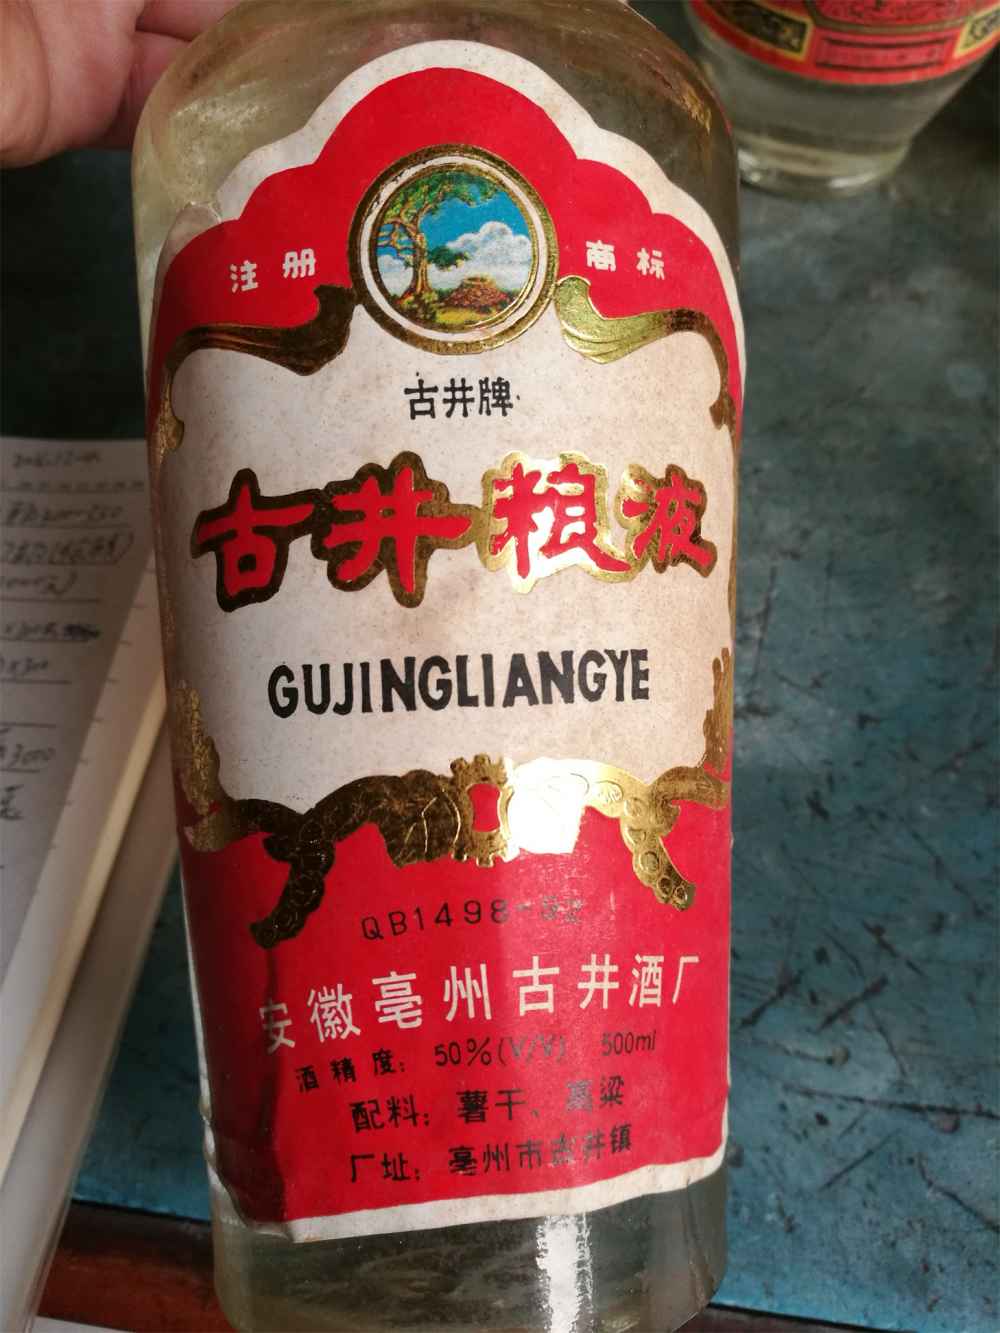 注册 商标
古井牌
古井粮液
GUJINGLIANGYE
QB1498-92
安徽亳州古井酒厂
酒精度: 50%(V/V) 500ml
配料: 薯干、高粱
厂址: 亳州市古井镇